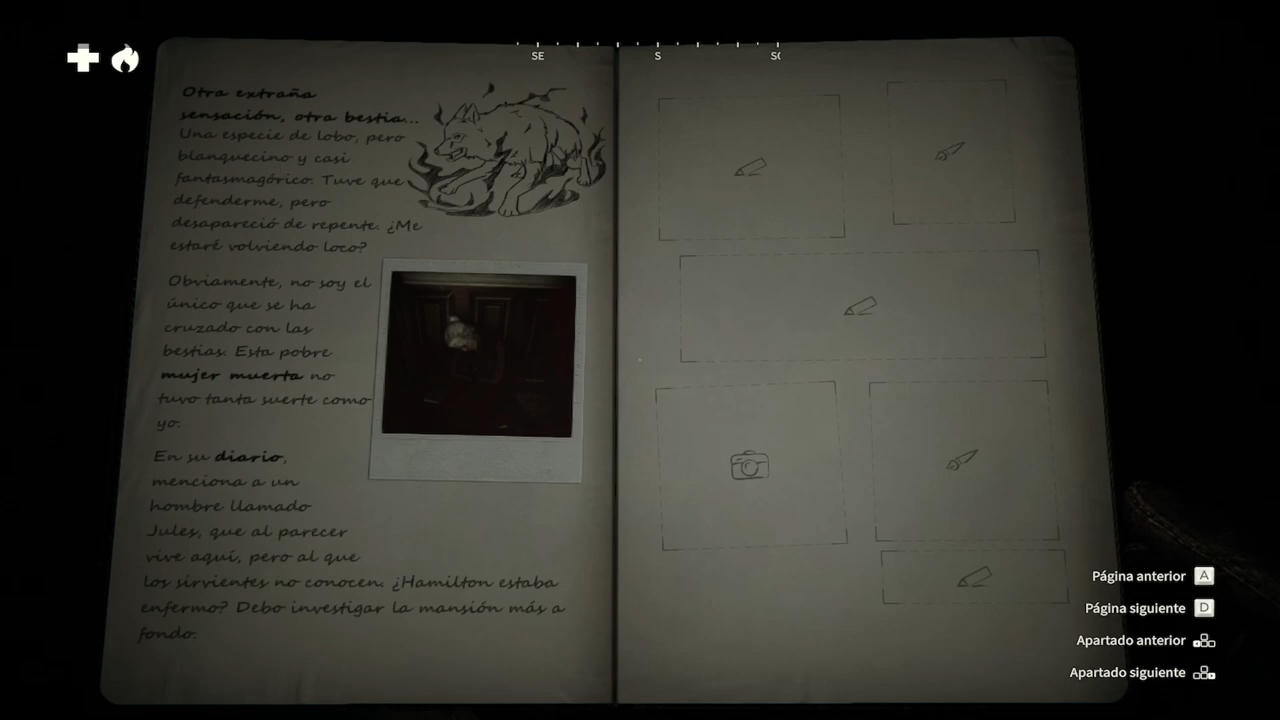 SE
S
SO
Otra extraña
sensación, otra bestia...
Una especie de lobo, pero
blanquecino y casi
fantasmagórico. Tuve que
defenderme, pero
desapareció de repente. ¿Me
estaré volviendo loco?
Obviamente, no soy el
único que se ha
cruzado con las
bestias. Esta pobre
mujer muerta no
tuvo tanta suerte como
yo.
En su diario,
menciona a un
hombre llamado
Jules, que al parecer
vive aquí, pero al que
los sirvientes no conocen. ¿Hamilton estaba
enfermo? Debo investigar la mansión más a
fondo.
Página anterior A
Página siguiente D
Apartado anterior
Apartado siguiente